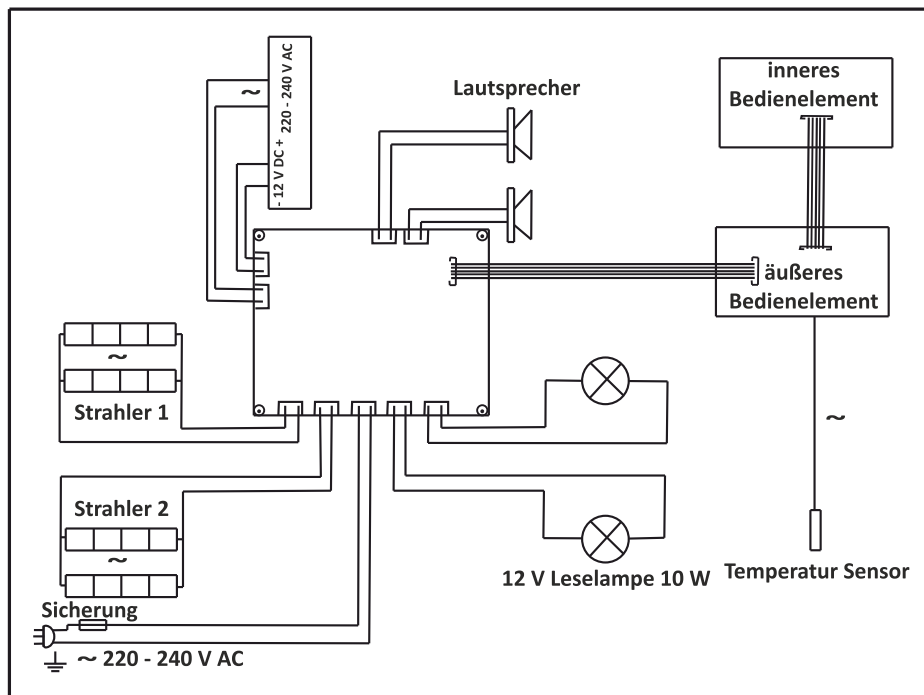 - 12 V DC + 220 - 240 V AC
~
Lautsprecher
inneres
Bedienelement
äußeres
Bedienelement
~
Strahler 1
Strahler 2
~
~
12 V Leselampe 10 W
Temperatur Sensor
Sicherung
~ 220 - 240 V AC